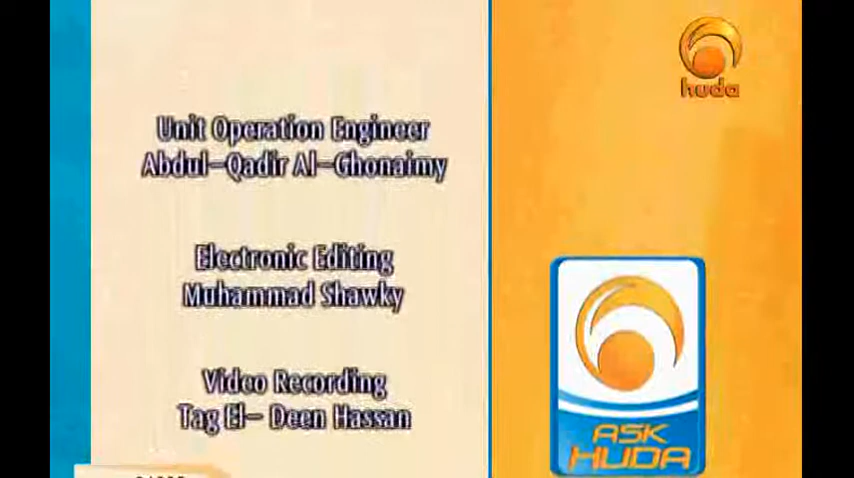 huda
Unit Operation Engineer
Abdul-Qadir Al-Ghonaimy
Electronic Editing
Muhammad Shawky
Video Recording
Tag El- Deen Hassan
ASK
HUDA